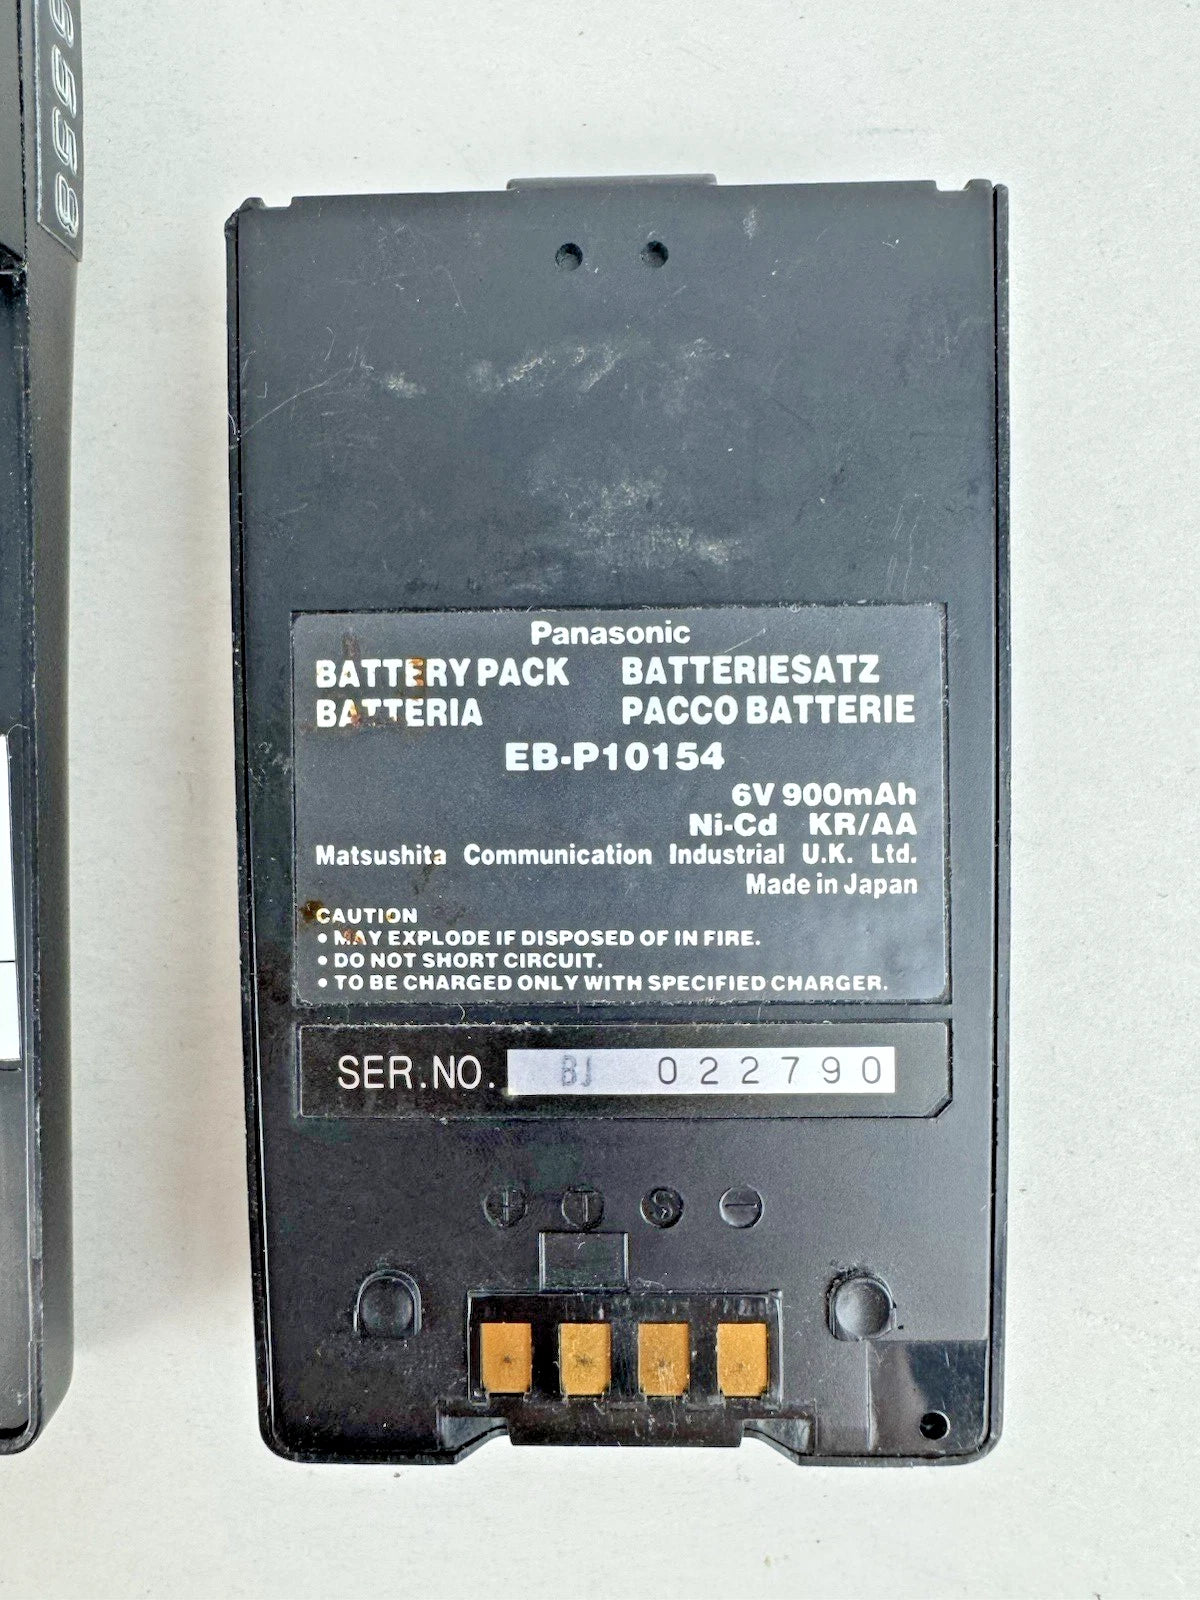 Panasonic
BATTERY PACK BATTERIESATZ
BATTERIA PACCO BATTERIE
EB-P10154
6V 900mAh
Ni-Cd KR/AA
Matsushita Communication Industrial U.K. Ltd.
Made in Japan
CAUTION
• MAY EXPLODE IF DISPOSED OF IN FIRE.
• DO NOT SHORT CIRCUIT.
• TO BE CHARGED ONLY WITH SPECIFIED CHARGER.
SER.NO. BJ 022790
+ T S −